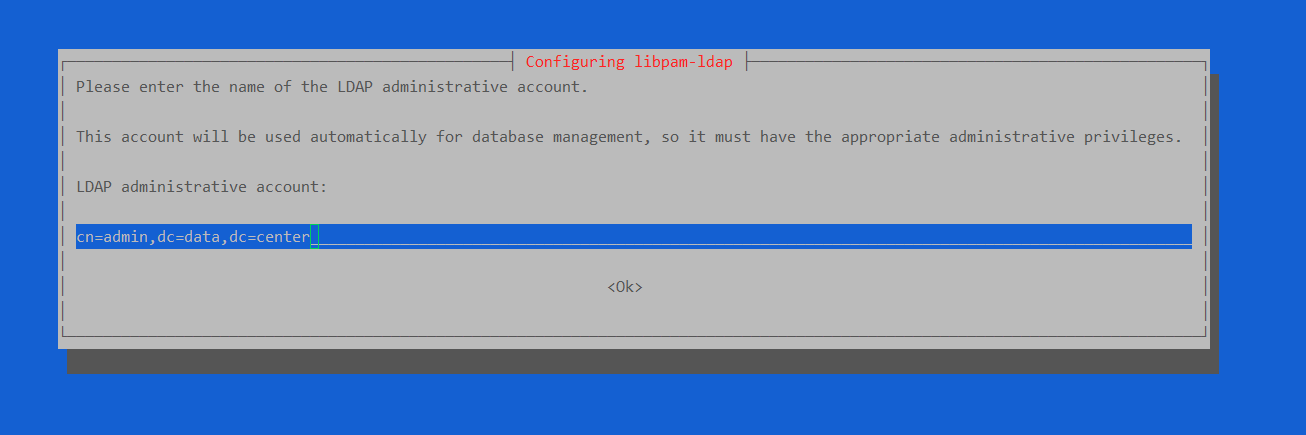 Configuring libpam-ldap
Please enter the name of the LDAP administrative account.
This account will be used automatically for database management, so it must have the appropriate administrative privileges.
LDAP administrative account:
cn=admin,dc=data,dc=center
<Ok>